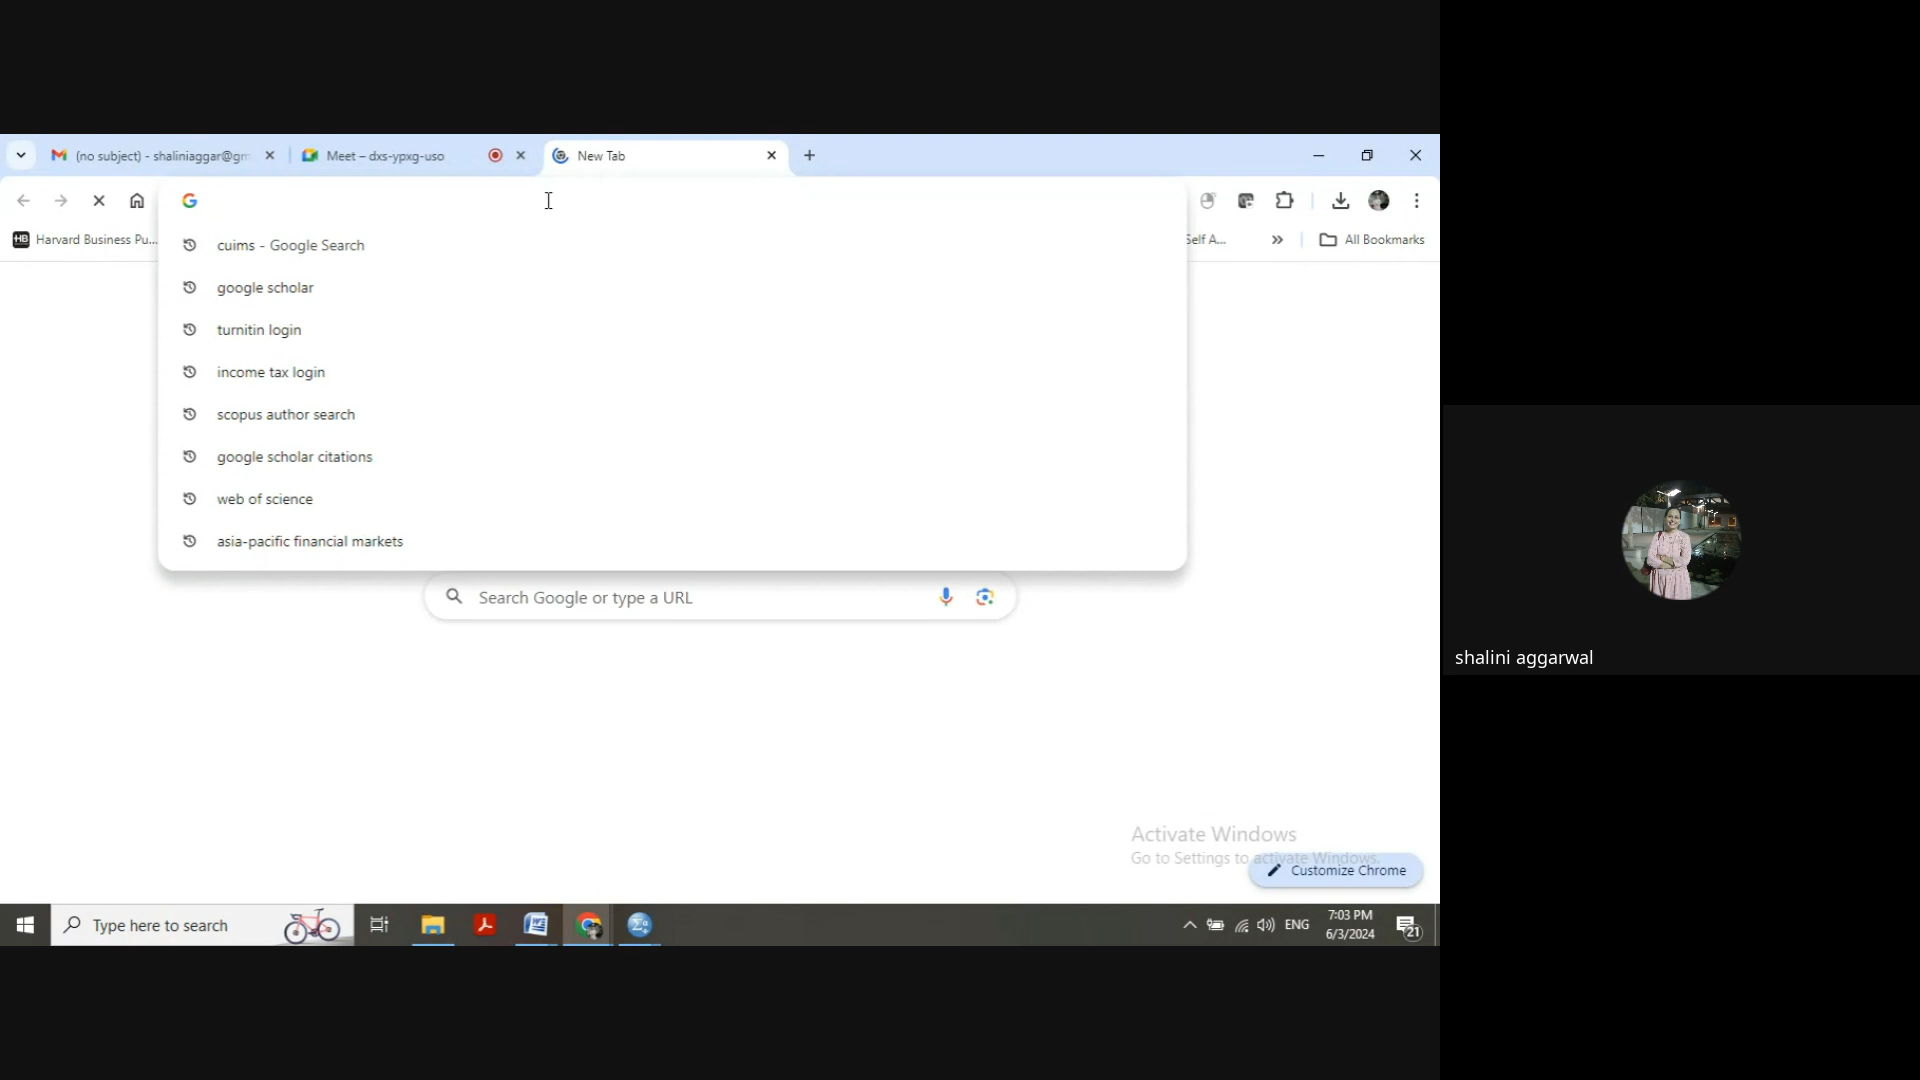 (no subject) - shaliniaggar@gm
Meet – dxs-ypxg-uso
New Tab
HB Harvard Business Pu...
Self A...
All Bookmarks
cuims - Google Search
google scholar
turnitin login
income tax login
scopus author search
google scholar citations
web of science
asia-pacific financial markets
Search Google or type a URL
shalini aggarwal
Activate Windows
Go to Settings to activate Windows.
Customize Chrome
Type here to search
ENG
7:03 PM
6/3/2024
21